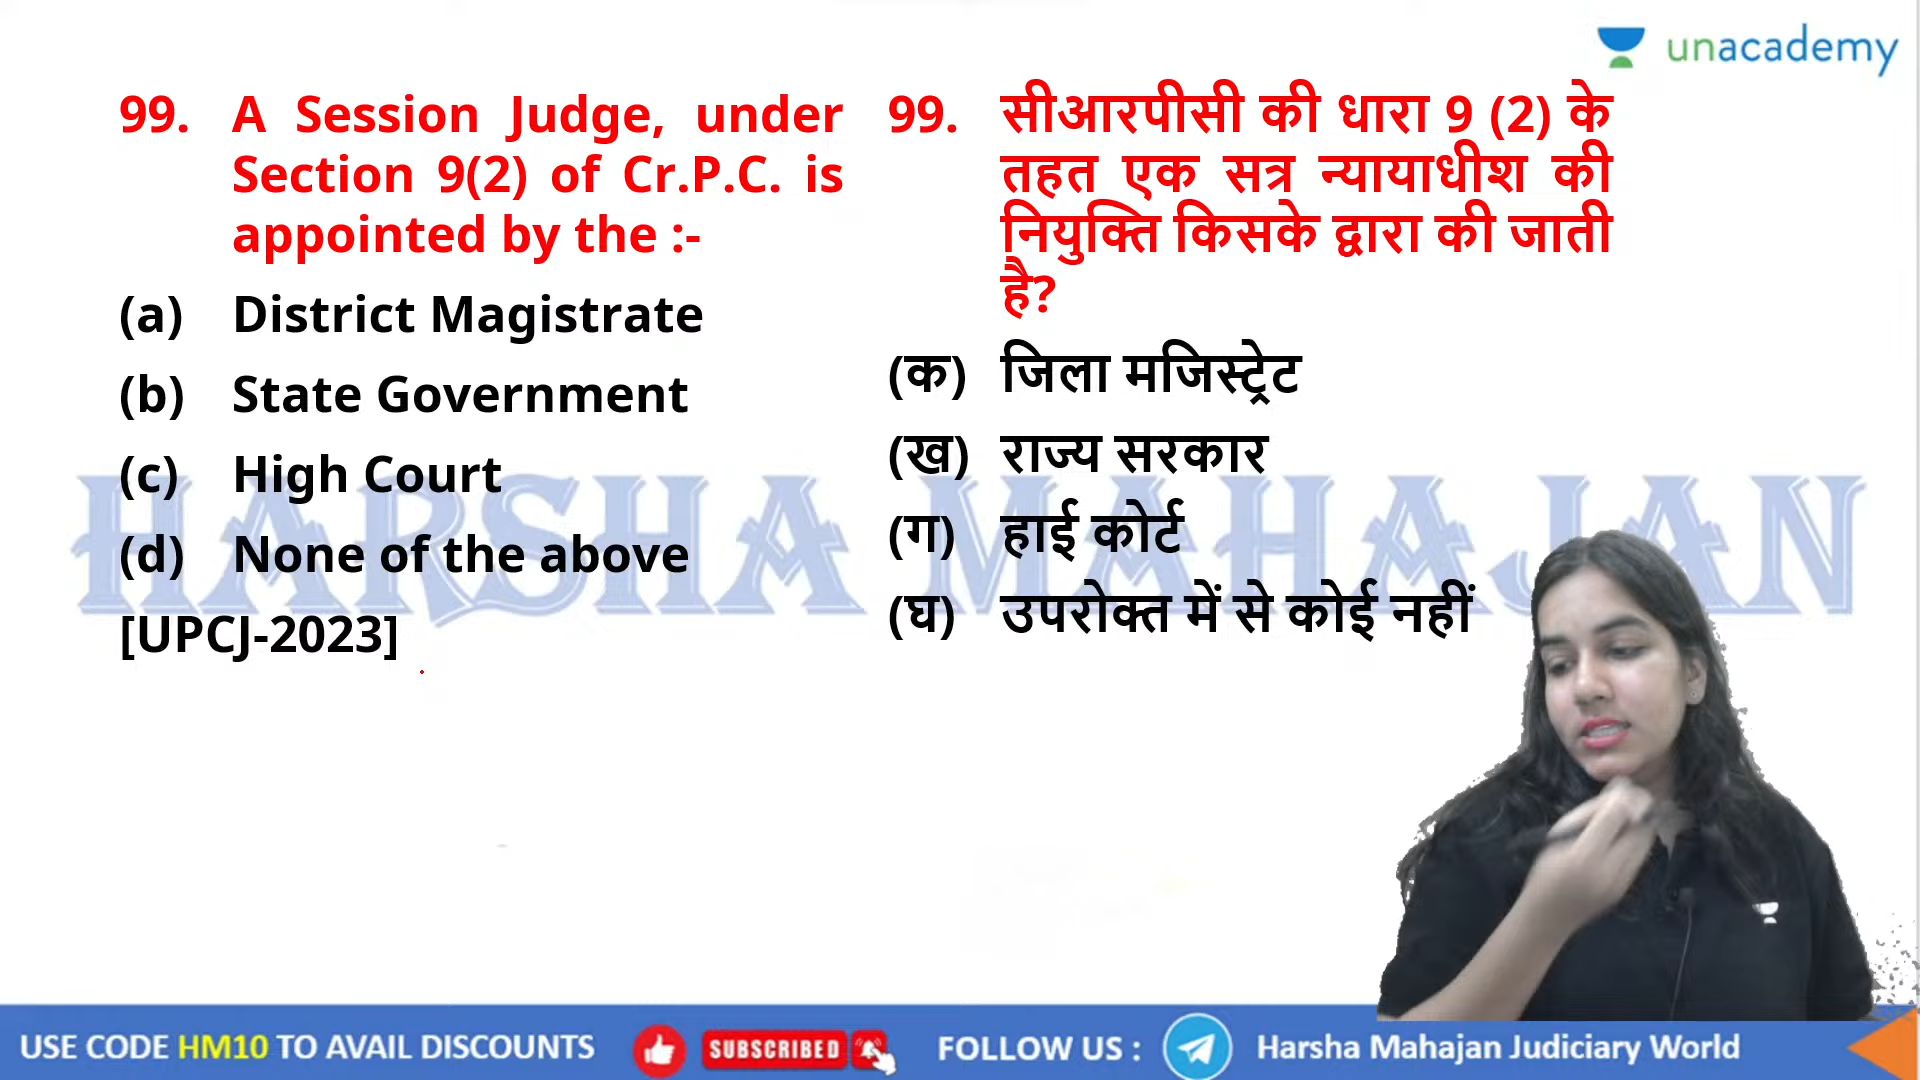 unacademy
99. A Session Judge, under
Section 9(2) of Cr.P.C. is
appointed by the :-
(a) District Magistrate
(b) State Government
(c) High Court
(d) None of the above
[UPCJ-2023]
99. सीआरपीसी की धारा 9 (2) के
तहत एक सत्र न्यायाधीश की
नियुक्ति किसके द्वारा की जाती
है?
(क) जिला मजिस्ट्रेट
(ख) राज्य सरकार
(ग) हाई कोर्ट
(घ) उपरोक्त में से कोई नहीं
HARSHA MAHAJAN
USE CODE HM10 TO AVAIL DISCOUNTS
SUBSCRIBED
FOLLOW US :
Harsha Mahajan Judiciary World